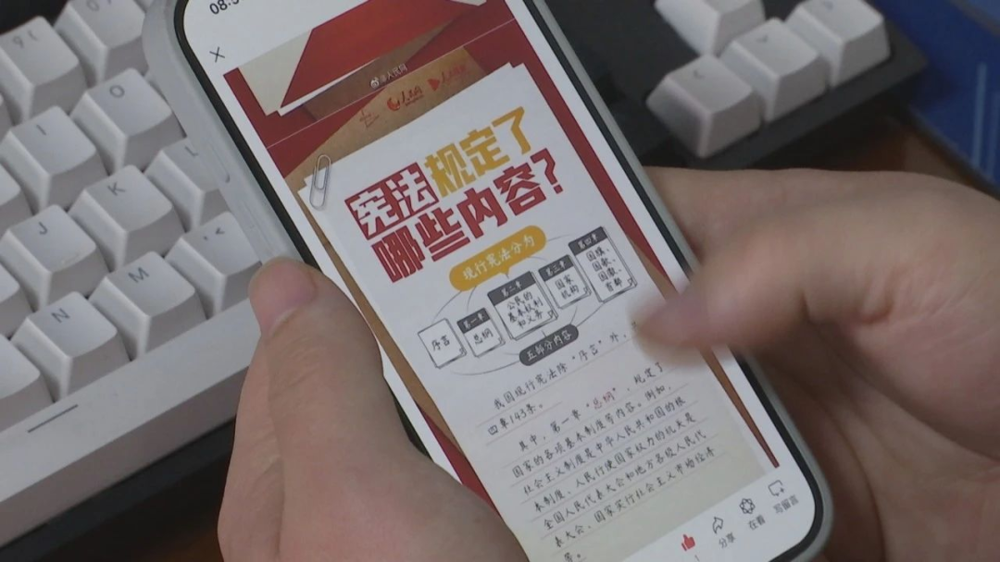 宪法规定了
哪些内容?
现行宪法分为
序言
第一章
总纲
第二章
公民的
基本权利
和义务
第三章
国家
机构
第四章
国旗、
国歌、
国徽、
首都
五部分内容
我国现行宪法除“序言”外,
规定了
四章143条。
其中,第一章“总纲”,规定了
国家的各项基本制度等内容。例如,
社会主义制度是中华人民共和国的根
本制度、人民行使国家权力的机关是
全国人民代表大会和地方各级人民代
表大会、国家实行社会主义市场经济
等。
分享
在看
写留言
1
9(
O
I
L
K
J
M
N